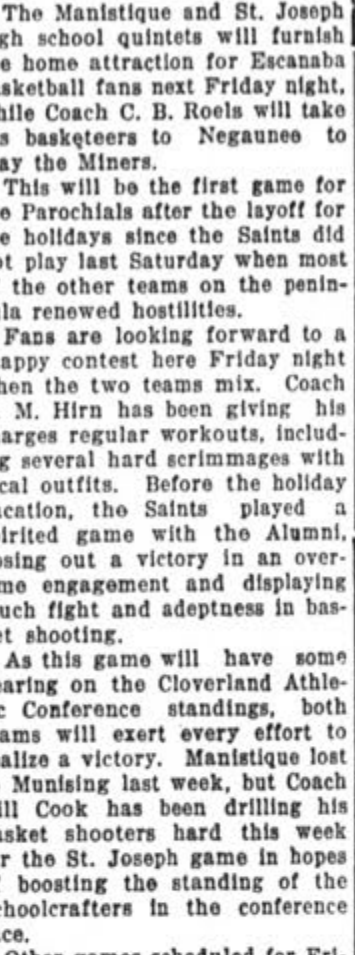 The Manistique and St. Joseph
gh school quintets will furnish
e home attraction for Escanaba
sketball fans next Friday night,
hile Coach C. B. Roels will take
s basketeers to Negaunee to
ay the Miners.
This will be the first game for
e Parochials after the layoff for
e holidays since the Saints did
ot play last Saturday when most
the other teams on the penin-
la renewed hostilities.
Fans are looking forward to a
appy contest here Friday night
hen the two teams mix. Coach
M. Hirn has been giving his
arges regular workouts, includ-
g several hard scrimmages with
cal outfits. Before the holiday
cation, the Saints played a
irited game with the Alumni,
osing out a victory in an over-
me engagement and displaying
uch fight and adeptness in bas-
et shooting.
As this game will have some
earing on the Cloverland Athle-
c Conference standings, both
ams will exert every effort to
alize a victory. Manistique lost
Munising last week, but Coach
ill Cook has been drilling his
asket shooters hard this week
r the St. Joseph game in hopes
boosting the standing of the
choolcrafters in the conference
ce.
Other games scheduled for Fri-